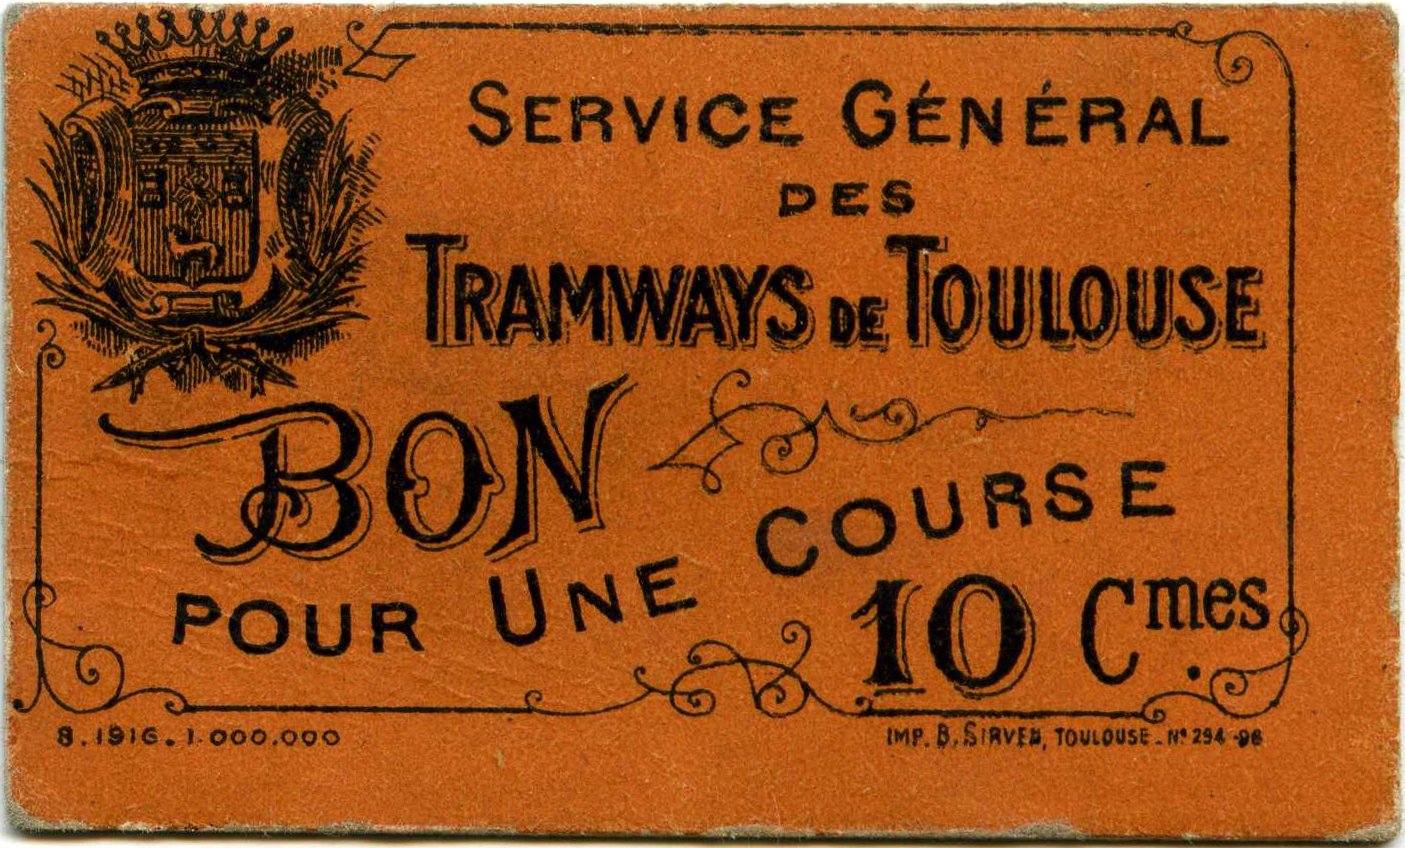 SERVICE GÉNÉRAL
DES
TRAMWAYS DE TOULOUSE
BON
POUR UNE COURSE
10 Cmes.
8.1916.1.000.000
IMP. B. SIRVEN, TOULOUSE. N° 294-96